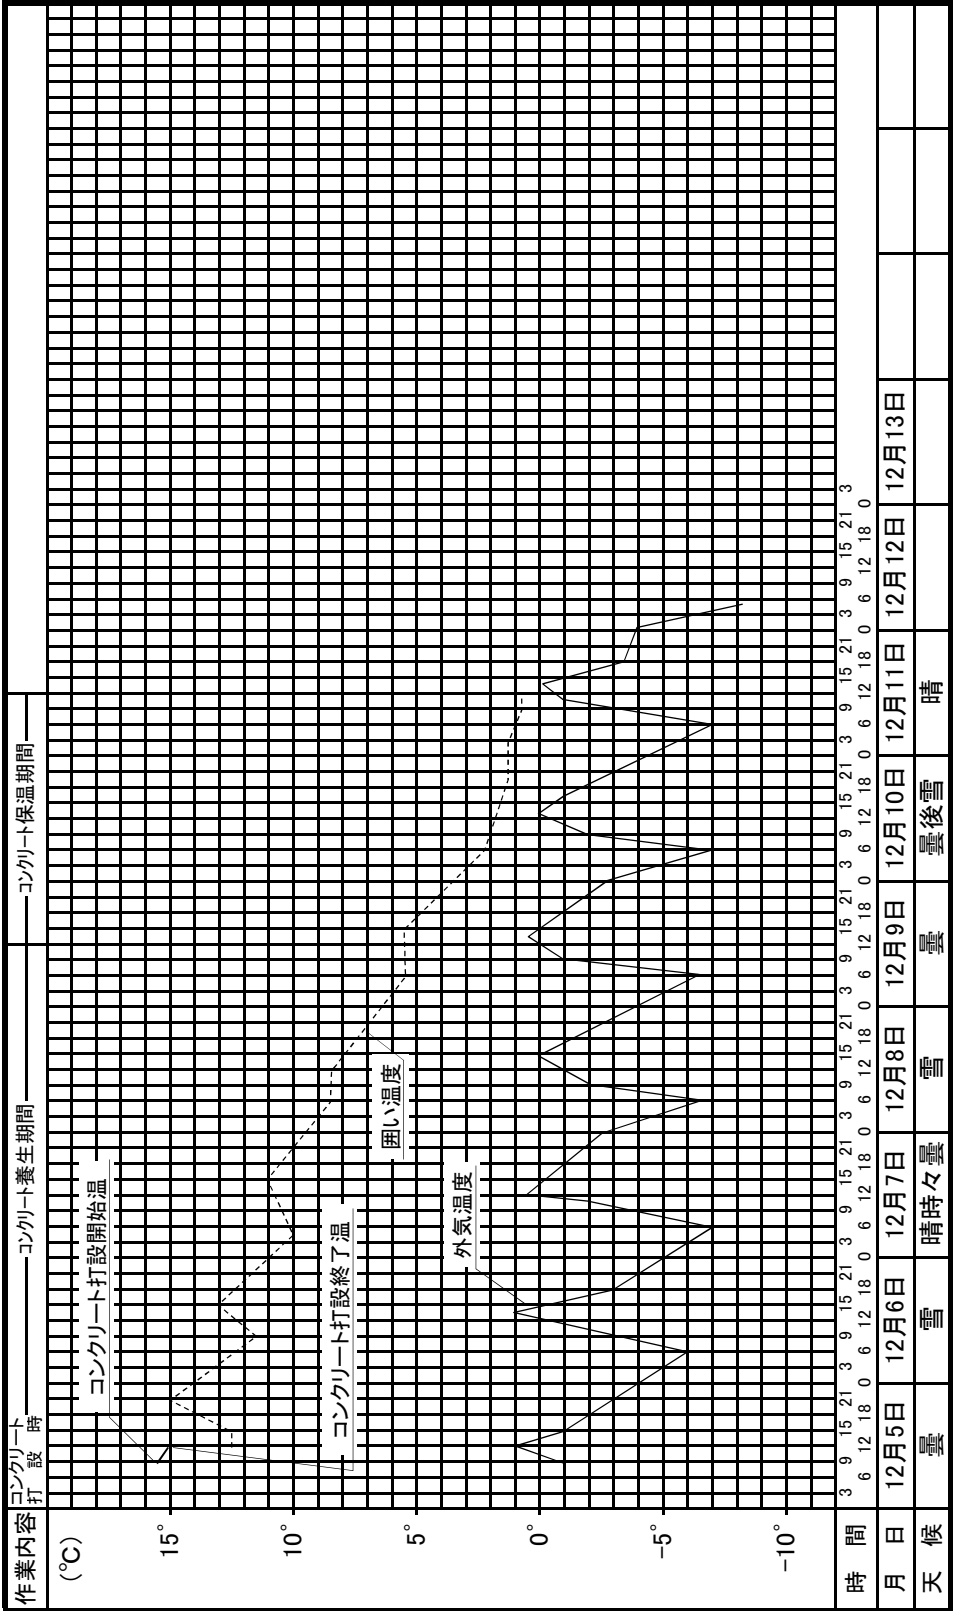 作業内容
コンクリート
打設時
コンクリート養生期間
コンクリート保温期間
(℃)
15°
10°
5°
0°
-5°
-10°
コンクリート打設開始温
コンクリート打設終了温
囲い温度
外気温度
時間
3 6 9 12 15 18 21 0 3 6 9 12 15 18 21 0 3 6 9 12 15 18 21 0 3 6 9 12 15 18 21 0 3 6 9 12 15 18 21 0 3 6 9 12 15 18 21 0 3 6 9 12 15 18 21 0 3 6 9 12 15 18 21 0 3
月日 12月5日 12月6日 12月7日 12月8日 12月9日 12月10日 12月11日 12月12日 12月13日
天候 曇 雪 晴時々曇 雪 曇 曇後雪 晴